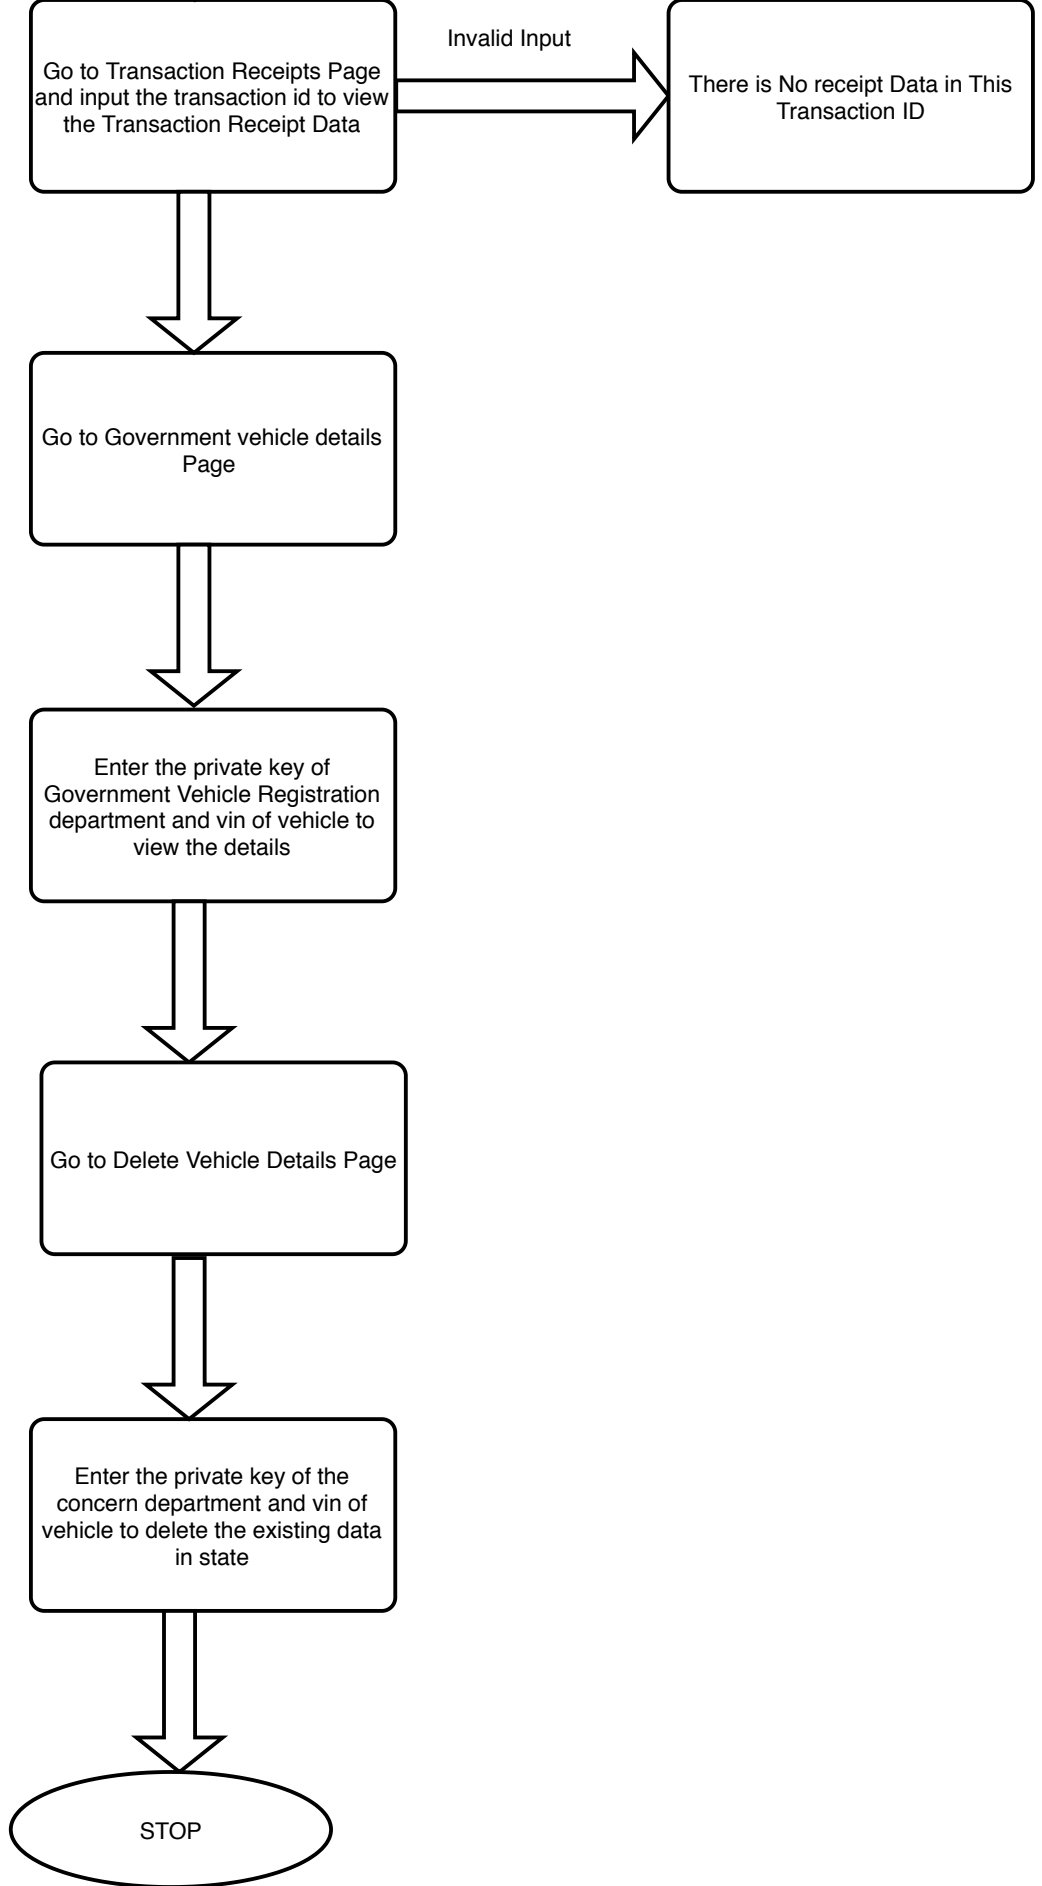 Go to Transaction Receipts Page
and input the transaction id to view
the Transaction Receipt Data
Invalid Input
There is No receipt Data in This
Transaction ID
Go to Government vehicle details
Page
Enter the private key of
Government Vehicle Registration
department and vin of vehicle to
view the details
Go to Delete Vehicle Details Page
Enter the private key of the
concern department and vin of
vehicle to delete the existing data
in state
STOP